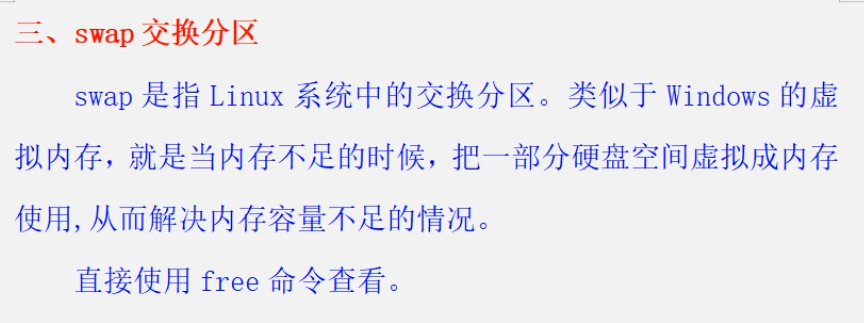 三、swap 交换分区
swap 是指 Linux 系统中的交换分区。类似于 Windows 的虚
拟内存，就是当内存不足的时候，把一部分硬盘空间虚拟成内存
使用,从而解决内存容量不足的情况。
直接使用 free 命令查看。